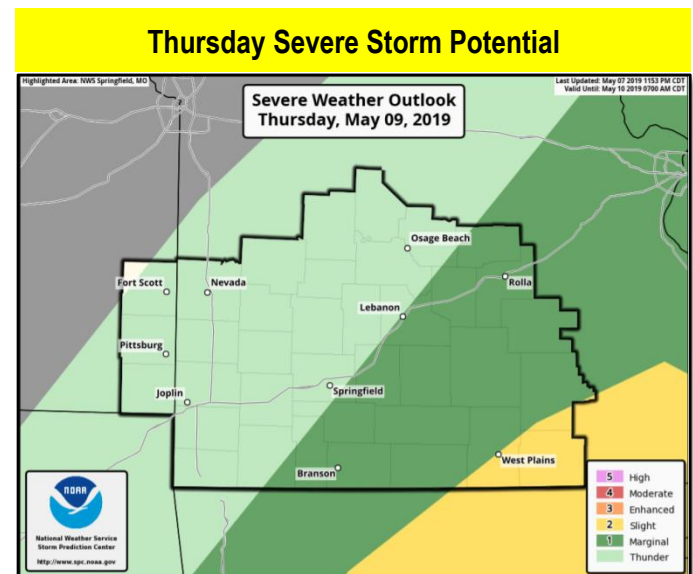 Thursday Severe Storm Potential
Highlighted Area: NWS Springfield, MO
Last Updated: May 07 2019 1153 PM CDT
Valid Until: May 10 2019 0700 AM CDT
Severe Weather Outlook
Thursday, May 09, 2019
Osage Beach
Fort Scott
Nevada
Rolla
Lebanon
Pittsburg
Joplin
Springfield
Branson
West Plains
NOAA
National Weather Service
Storm Prediction Center
http://www.spc.noaa.gov
5 High
4 Moderate
3 Enhanced
2 Slight
1 Marginal
Thunder